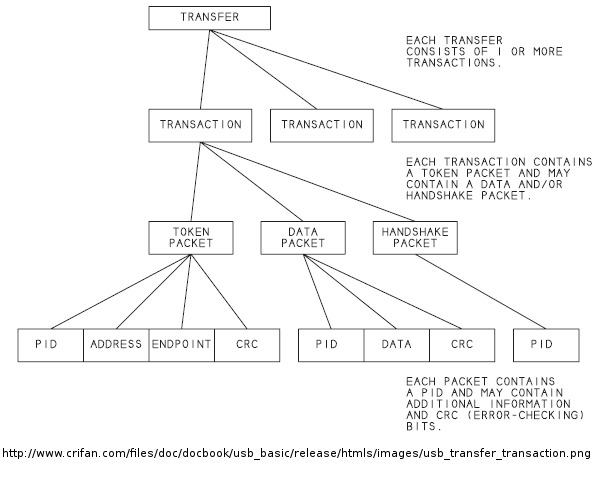 TRANSFER
EACH TRANSFER
CONSISTS OF 1 OR MORE
TRANSACTIONS.
TRANSACTION
TRANSACTION
TRANSACTION
EACH TRANSACTION CONTAINS
A TOKEN PACKET AND MAY
CONTAIN A DATA AND/OR
HANDSHAKE PACKET.
TOKEN
PACKET
DATA
PACKET
HANDSHAKE
PACKET
PID
ADDRESS
ENDPOINT
CRC
PID
DATA
CRC
PID
EACH PACKET CONTAINS
A PID AND MAY CONTAIN
ADDITIONAL INFORMATION
AND CRC (ERROR-CHECKING)
BITS.
http://www.crifan.com/files/doc/docbook/usb_basic/release/htmls/images/usb_transfer_transaction.png